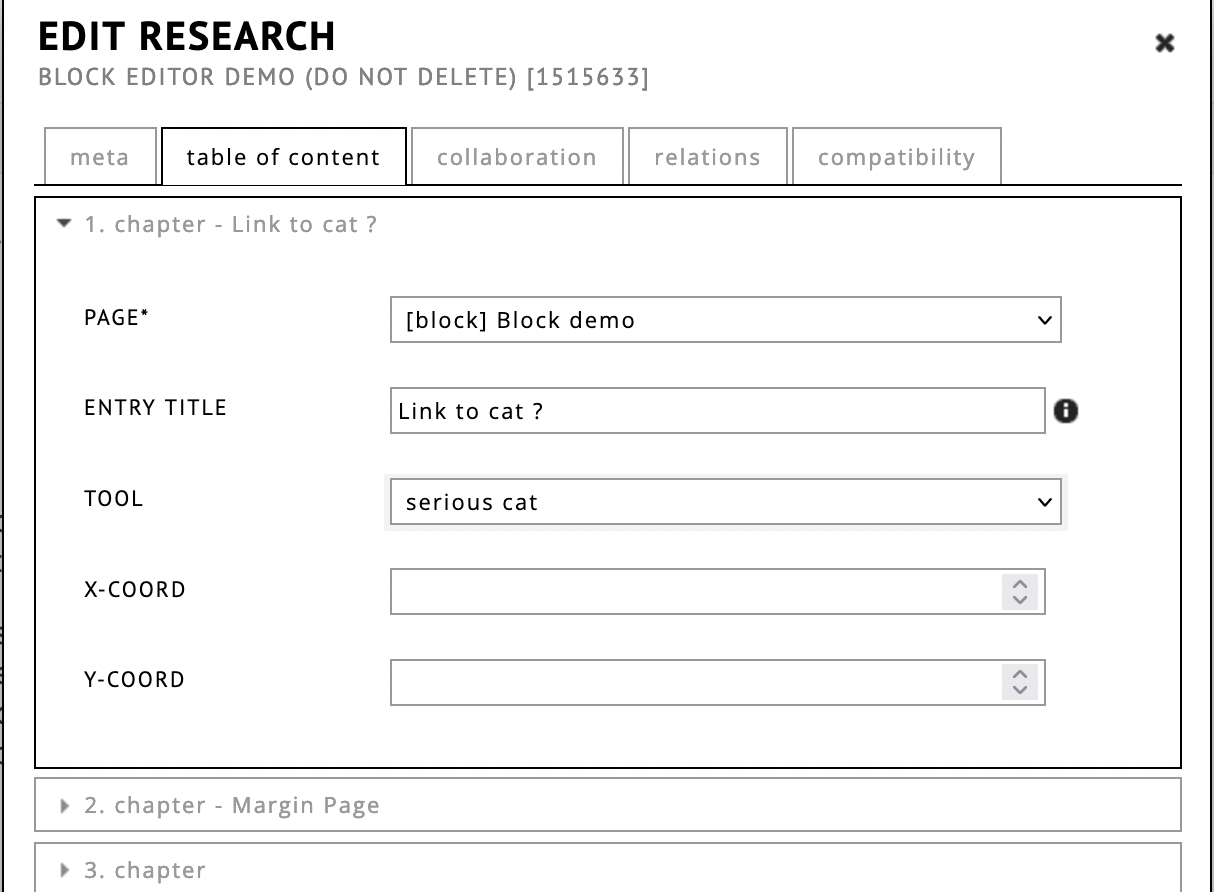 EDIT RESEARCH
BLOCK EDITOR DEMO (DO NOT DELETE) [1515633]
meta
table of content
collaboration
relations
compatibility
1. chapter - Link to cat ?
PAGE*
[block] Block demo
ENTRY TITLE
Link to cat ?
TOOL
serious cat
X-COORD
Y-COORD
2. chapter - Margin Page
3. chapter